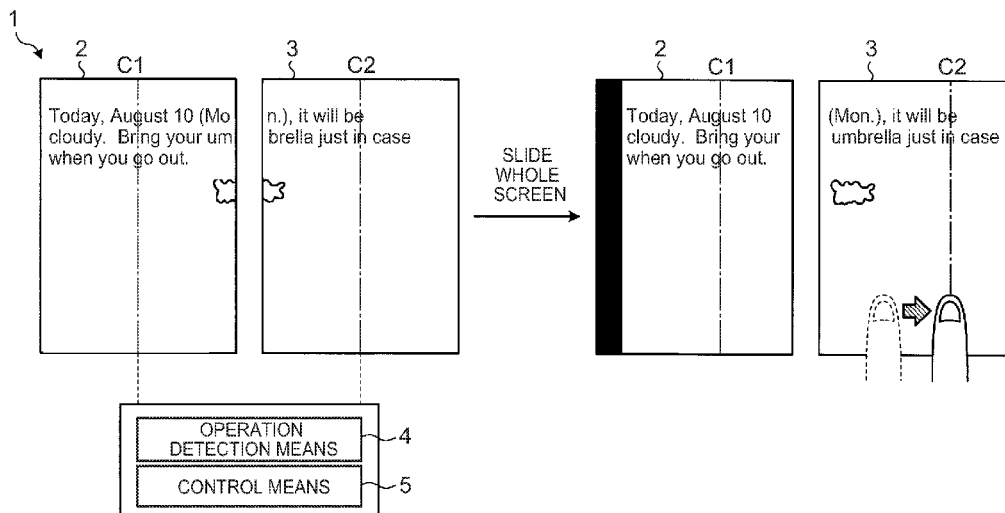 1
2
C1
3
C2
Today, August 10 (Mo
cloudy. Bring your um
when you go out.
n.), it will be
brella just in case
SLIDE
WHOLE
SCREEN
2
C1
3
C2
Today, August 10
cloudy. Bring your
when you go out.
(Mon.), it will be
umbrella just in case
OPERATION
DETECTION MEANS
4
CONTROL MEANS
5